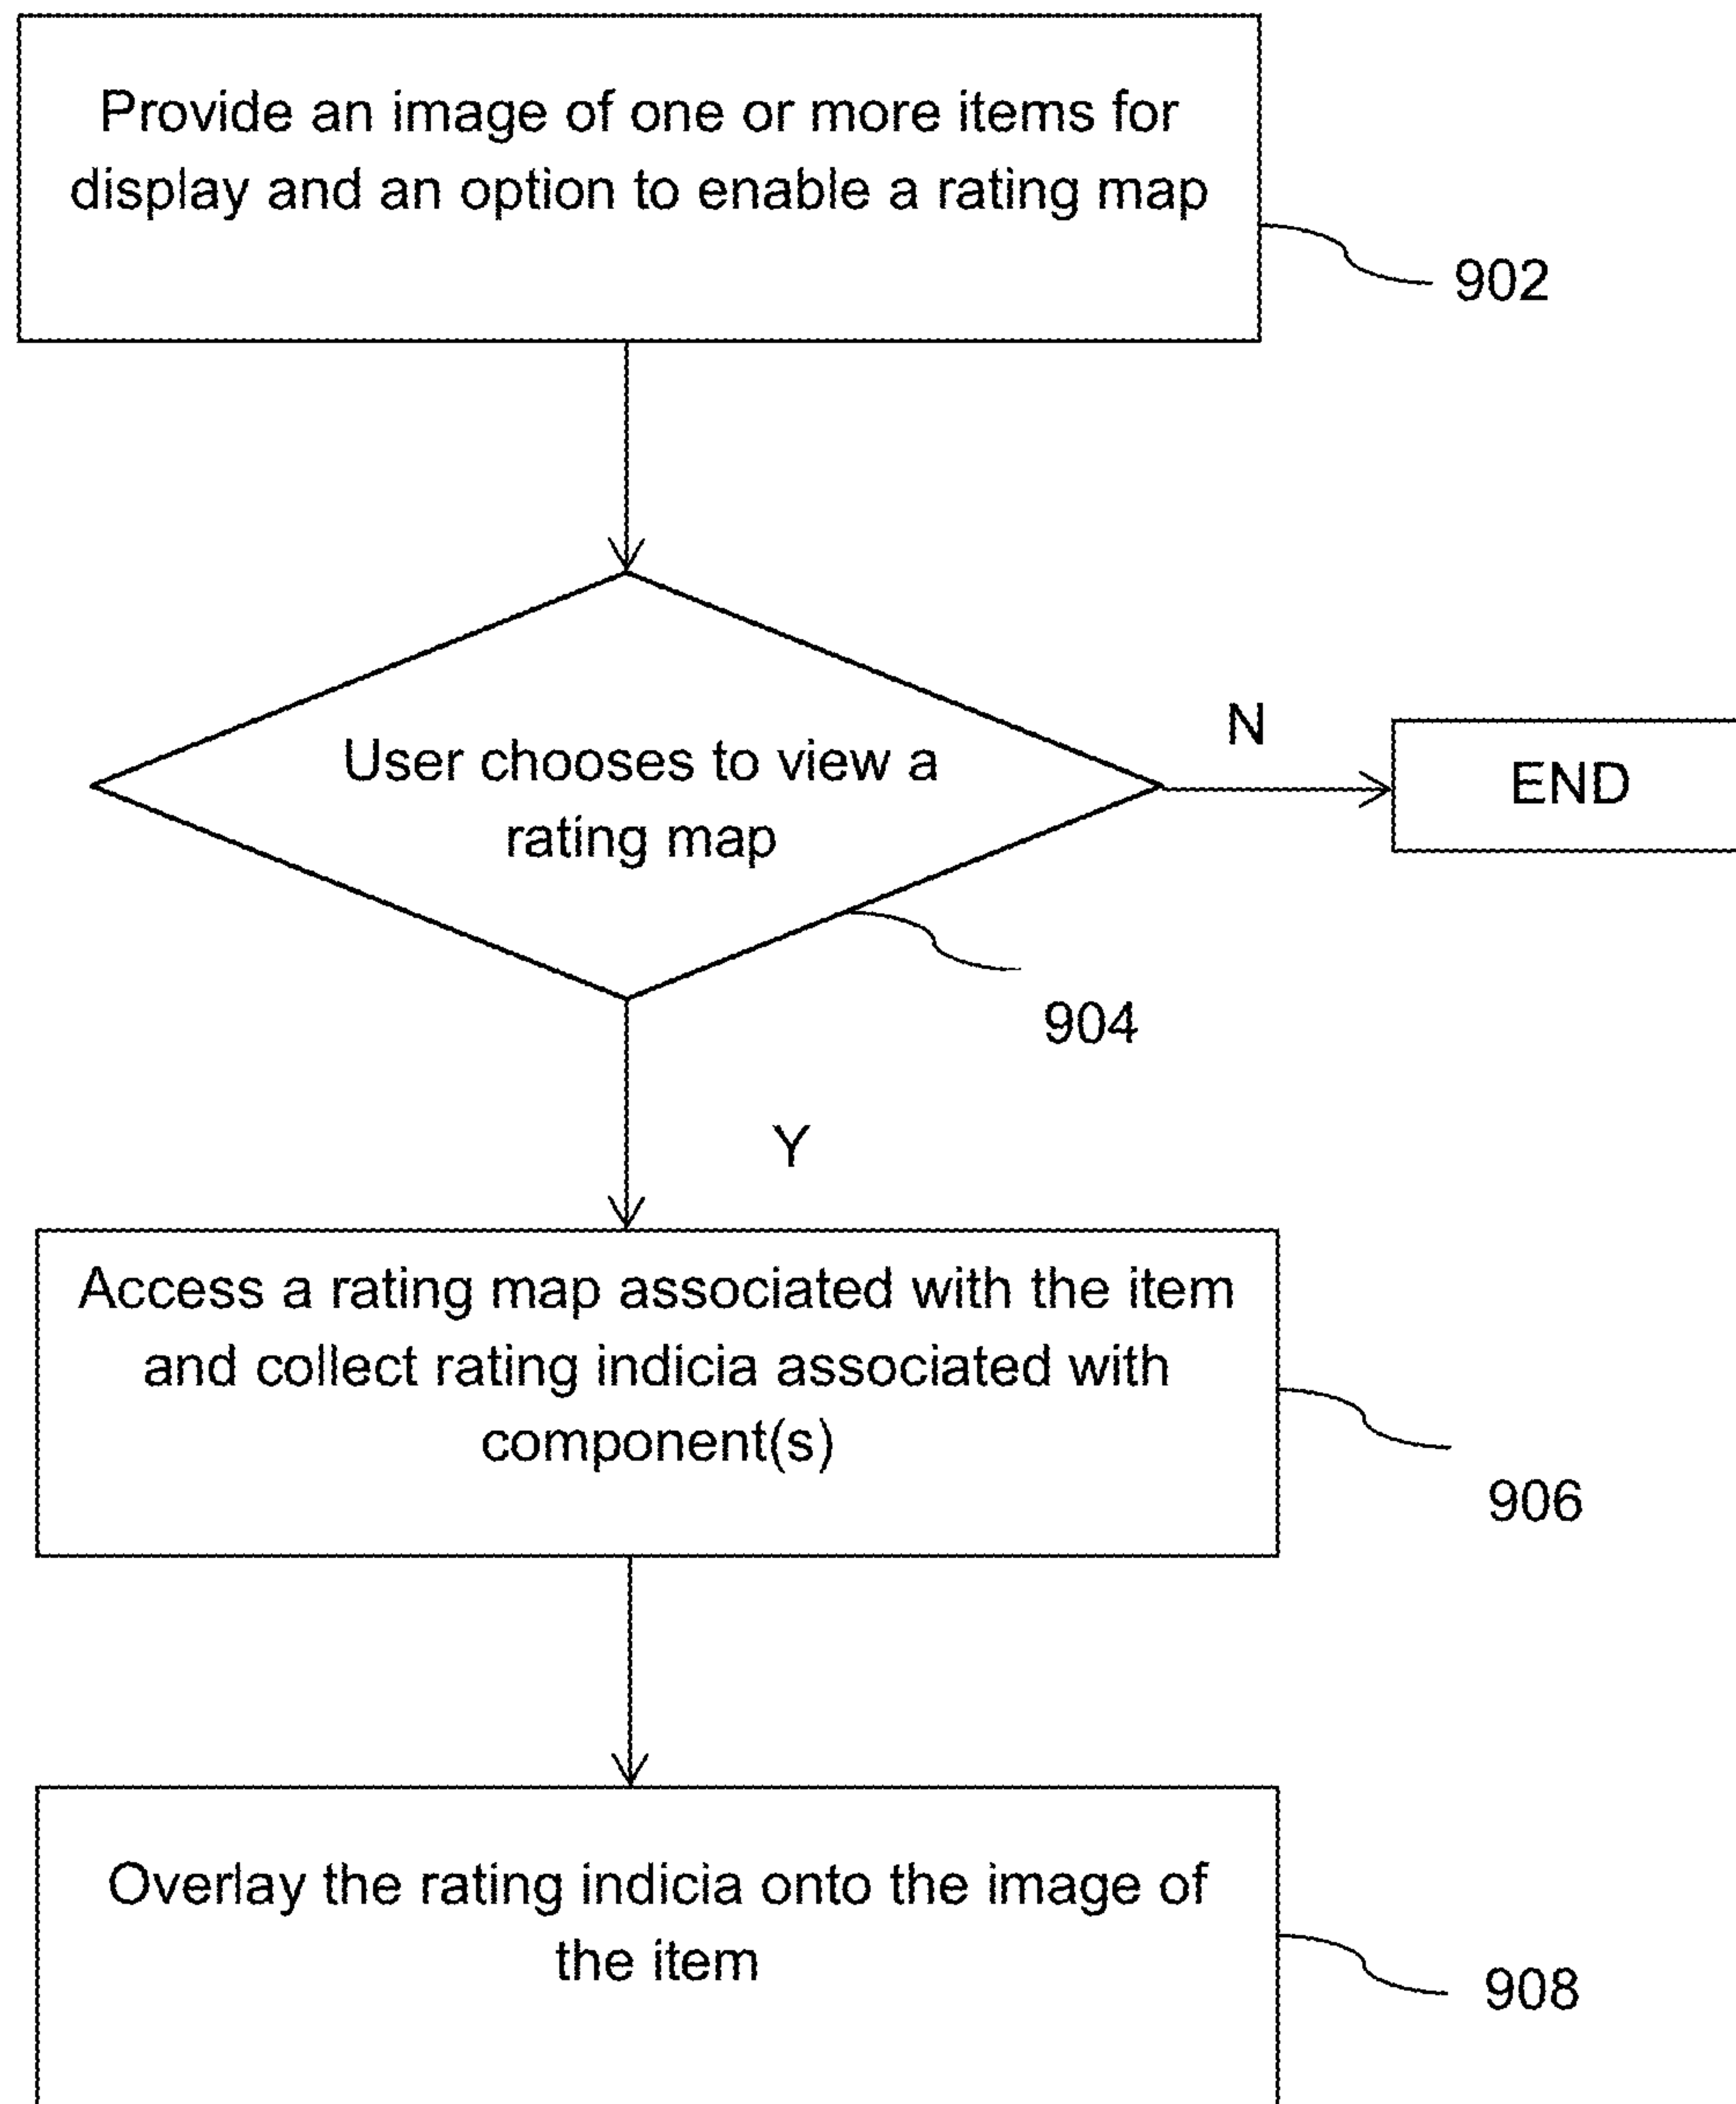 Provide an image of one or more items for
display and an option to enable a rating map
902
User chooses to view a
rating map
N
END
904
Y
Access a rating map associated with the item
and collect rating indicia associated with
component(s)
906
Overlay the rating indicia onto the image of
the item
908